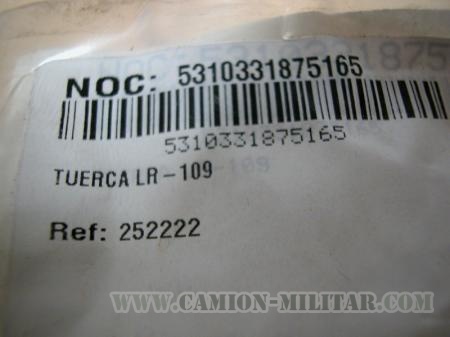 NOC: 5310331875165
5310331875165
TUERCA LR-109
Ref: 252222
WWW.CAMION-MILITAR.COM